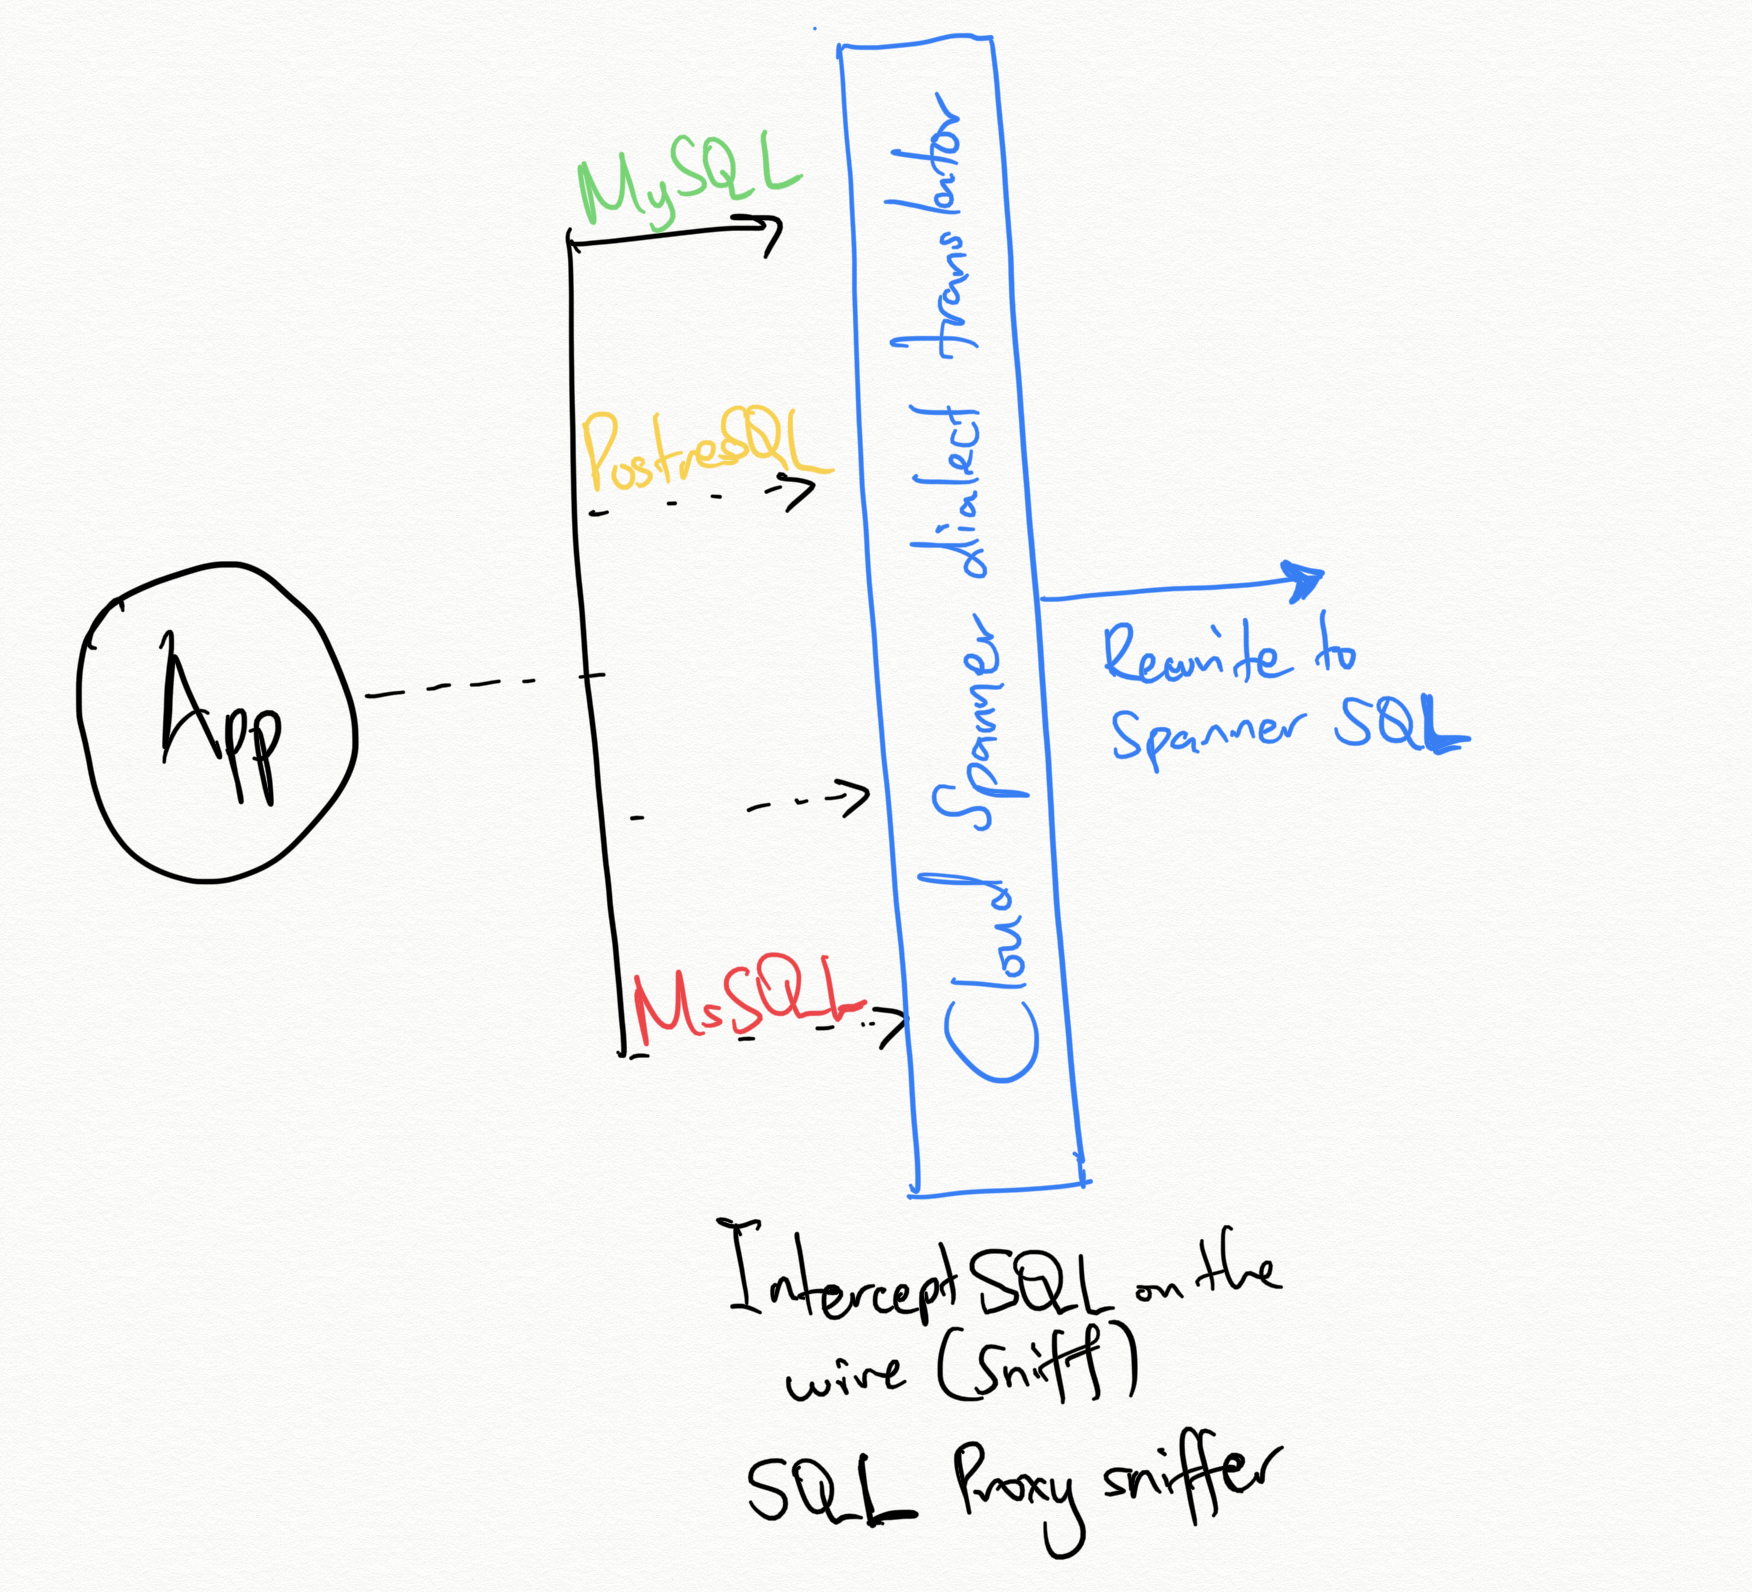 MySQL
PostresQL
App
MsSQL
Cloud Spanner dialect translator
Rewrite to
Spanner SQL
Intercept SQL on the
wire (Sniff)
SQL Proxy sniffer